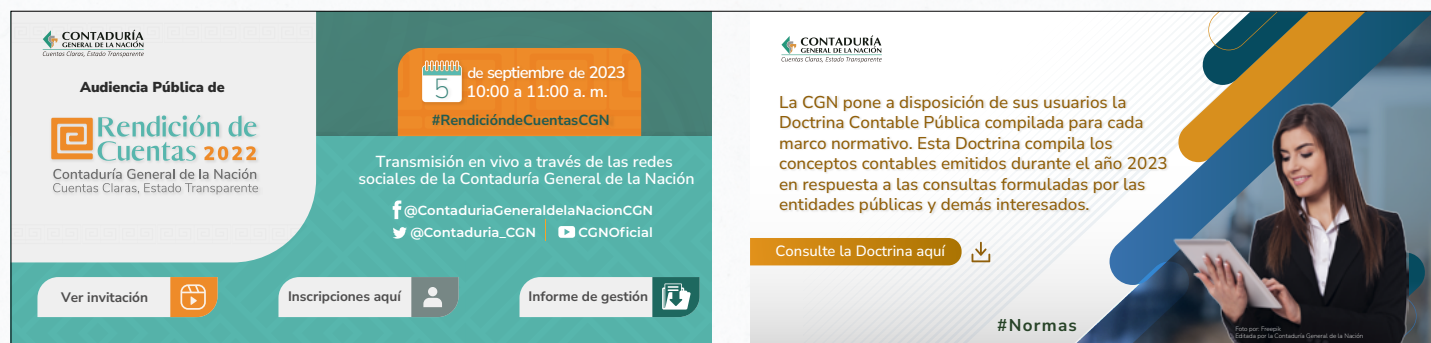 CONTADURÍA
GENERAL DE LA NACIÓN
Cuentas Claras, Estado Transparente
Audiencia Pública de
Rendición de
Cuentas 2022
Contaduría General de la Nación
Cuentas Claras, Estado Transparente
5 de septiembre de 2023
10:00 a 11:00 a. m.
#RendicióndeCuentasCGN
Transmisión en vivo a través de las redes
sociales de la Contaduría General de la Nación
@ContaduriaGeneraldelaNacionCGN
@Contaduria_CGN CGNOficial
Ver invitación
Inscripciones aquí
Informe de gestión
CONTADURÍA
GENERAL DE LA NACIÓN
Cuentas Claras, Estado Transparente
La CGN pone a disposición de sus usuarios la
Doctrina Contable Pública compilada para cada
marco normativo. Esta Doctrina compila los
conceptos contables emitidos durante el año 2023
en respuesta a las consultas formuladas por las
entidades públicas y demás interesados.
Consulte la Doctrina aquí
#Normas
Foto por: Freepik
Editada por la Contaduría General de la Nación